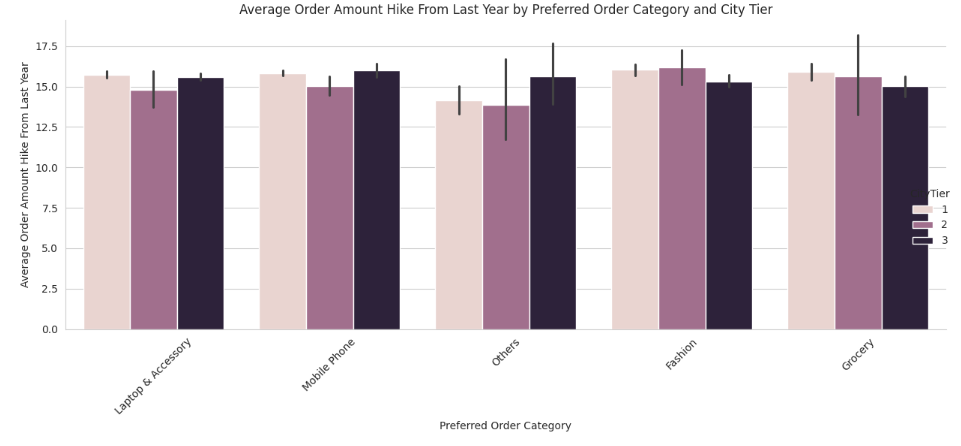 Average Order Amount Hike From Last Year by Preferred Order Category and City Tier
Average Order Amount Hike From Last Year
17.5
15.0
12.5
10.0
7.5
5.0
2.5
0.0
Laptop & Accessory
Mobile Phone
Others
Fashion
Grocery
Preferred Order Category
yTier
1
2
3